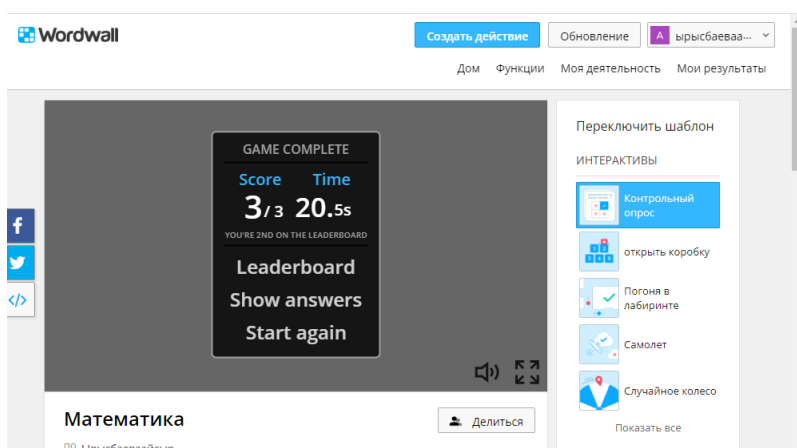 Wordwall
Создать действие
Обновление
A ырысбаеваа...
Дом Функции Моя деятельность Мои результаты
GAME COMPLETE
Score Time
3/ 3 20.5s
YOU'RE 2ND ON THE LEADERBOARD
Leaderboard
Show answers
Start again
f
</>
Математика
Делиться
Переключить шаблон
ИНТЕРАКТИВЫ
Контрольный
опрос
открыть коробку
Погоня в
лабиринте
Самолет
Случайное колесо
Показать все